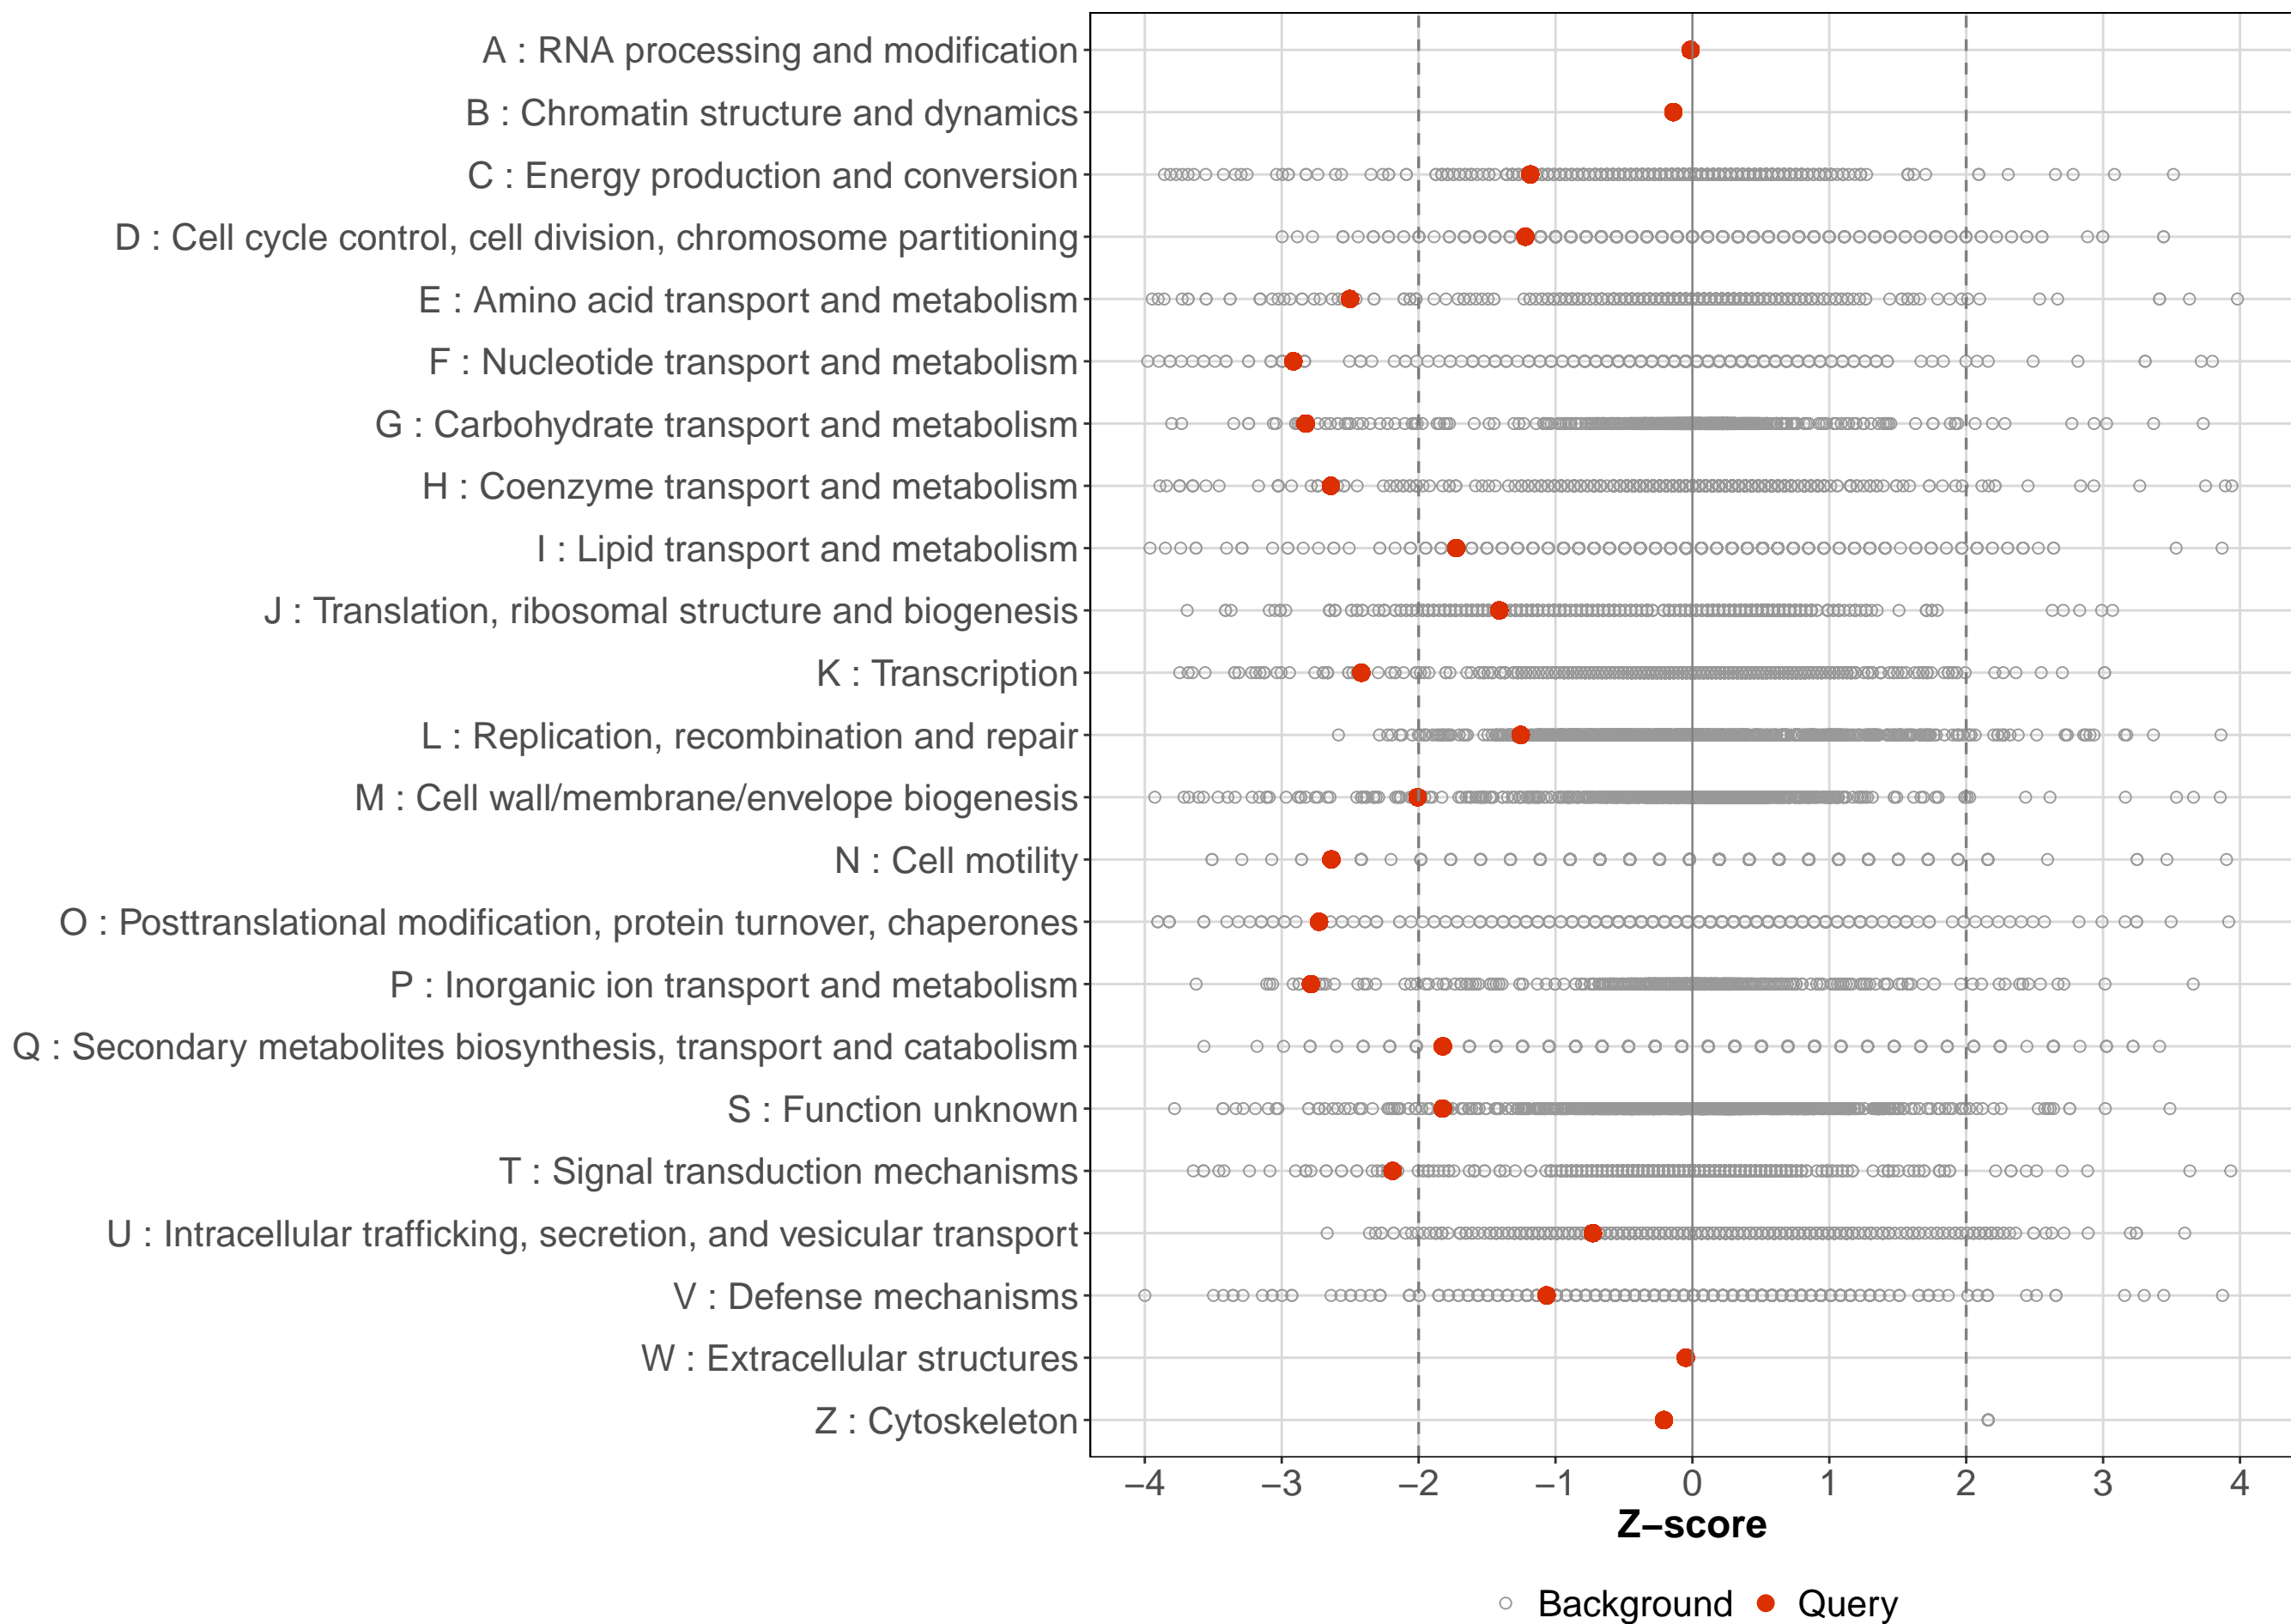 A : RNA processing and modification
B : Chromatin structure and dynamics
C : Energy production and conversion
D : Cell cycle control, cell division, chromosome partitioning
E : Amino acid transport and metabolism
F : Nucleotide transport and metabolism
G : Carbohydrate transport and metabolism
H : Coenzyme transport and metabolism
I : Lipid transport and metabolism
J : Translation, ribosomal structure and biogenesis
K : Transcription
L : Replication, recombination and repair
M : Cell wall/membrane/envelope biogenesis
N : Cell motility
O : Posttranslational modification, protein turnover, chaperones
P : Inorganic ion transport and metabolism
Q : Secondary metabolites biosynthesis, transport and catabolism
S : Function unknown
T : Signal transduction mechanisms
U : Intracellular trafficking, secretion, and vesicular transport
V : Defense mechanisms
W : Extracellular structures
Z : Cytoskeleton
−4 −3 −2 −1 0 1 2 3 4
Z−score
Background Query